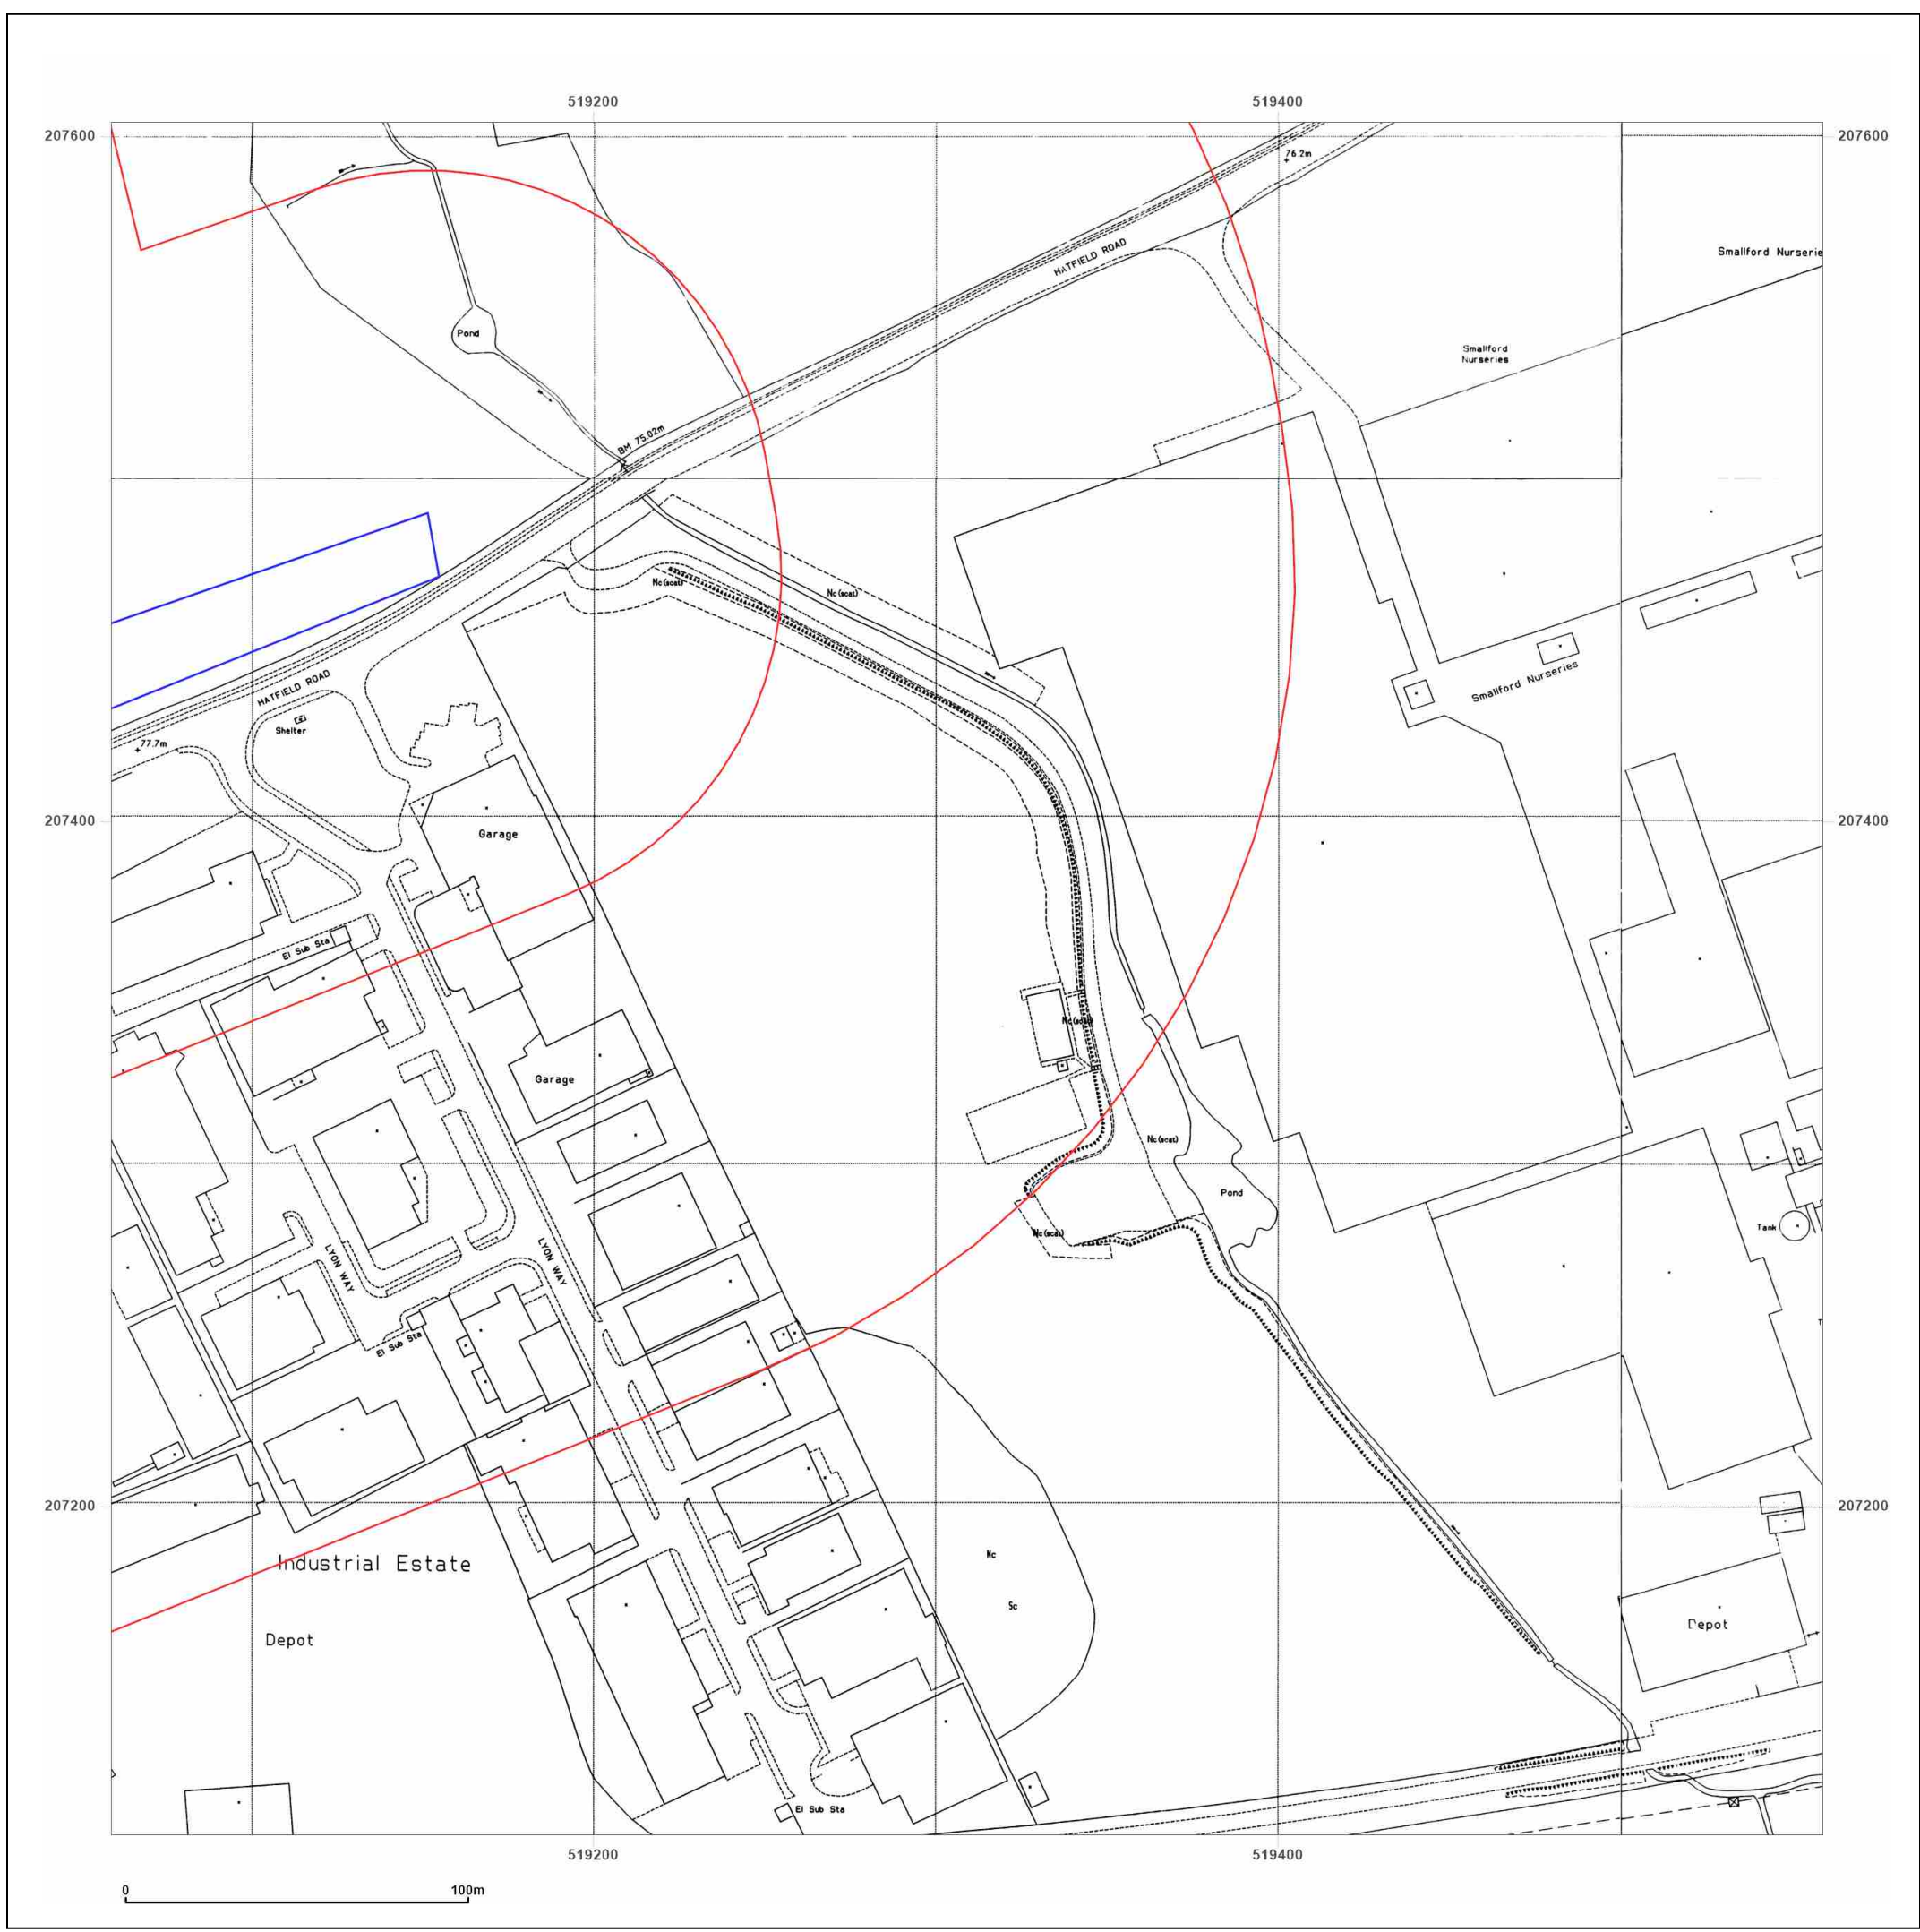 519200
519400
207600
207600
76.2m
HATFIELD ROAD
Smallford Nurserie
Pond
Smallford
Nurseries
BM 75.02m
Nc (scat)
Nc (scat)
HATFIELD ROAD
Smallford Nurseries
Shelter
77.7m
207400
207400
Garage
El Sub Sta
Nc (scat)
Garage
Nc (scat)
Pond
Nc (scat)
Tank
LYON WAY
LYON WAY
T
El Sub Sta
207200
207200
Industrial Estate
Nc
Sc
Depot
Depot
El Sub Sta
519200
519400
0
100m